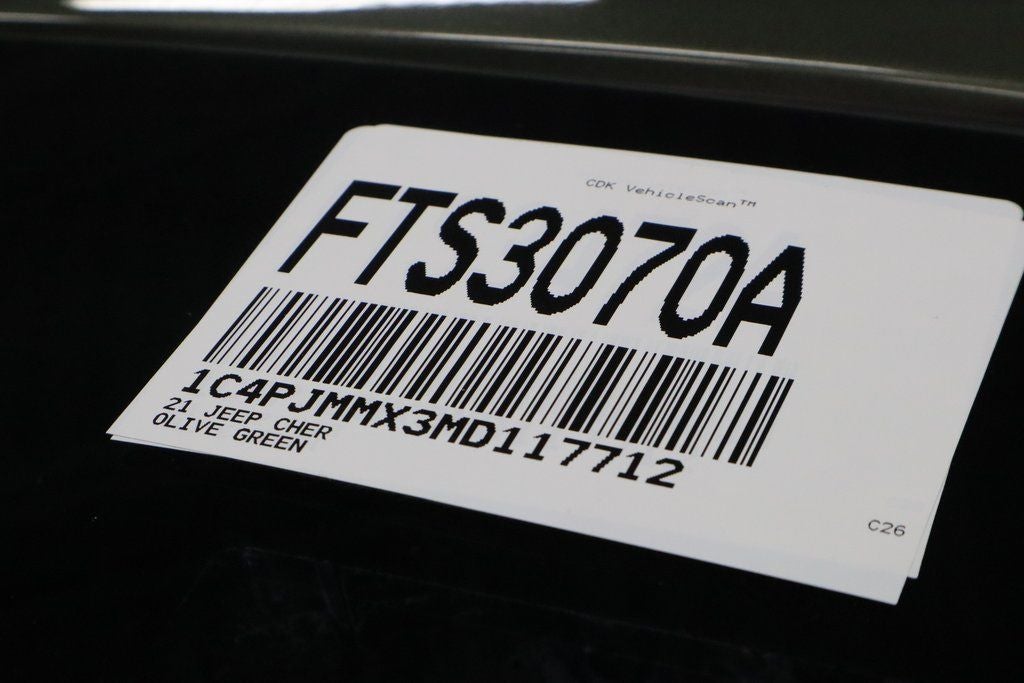 CDK VehicleScan™
FTS3070A
1C4PJMMX3MD117712
21 JEEP CHER
OLIVE GREEN
C26